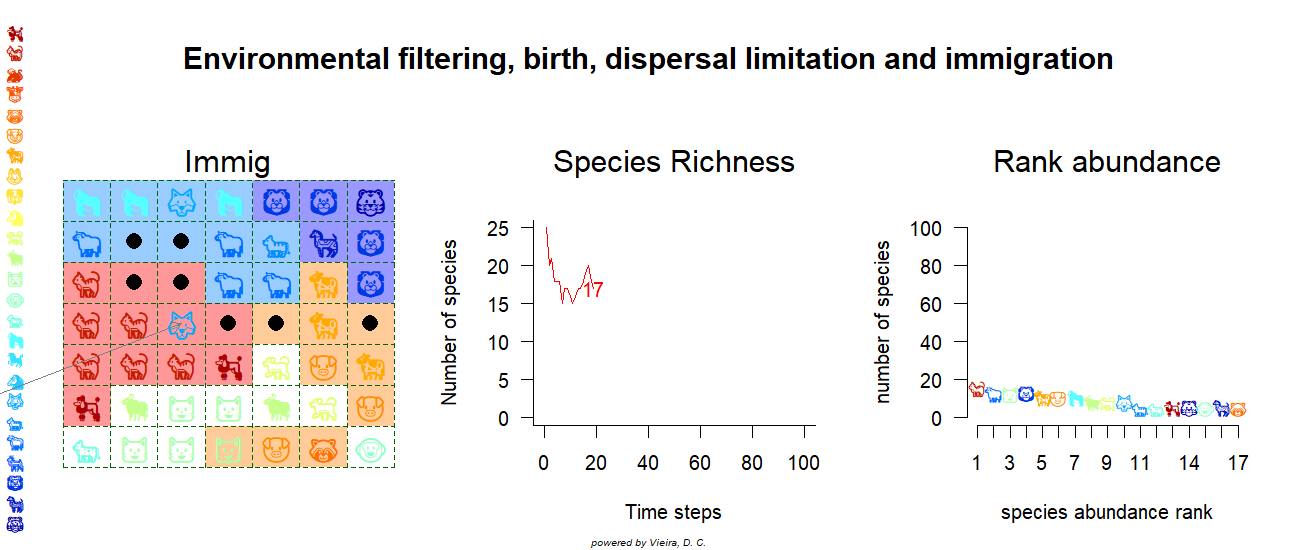 Environmental filtering, birth, dispersal limitation and immigration
Immig
Species Richness
Number of species
25
20
15
10
5
0
17
0 20 40 60 80 100
Time steps
Rank abundance
number of species
100
80
60
40
20
0
1 3 5 7 9 11 14 17
species abundance rank
powered by Vieira, D. C.